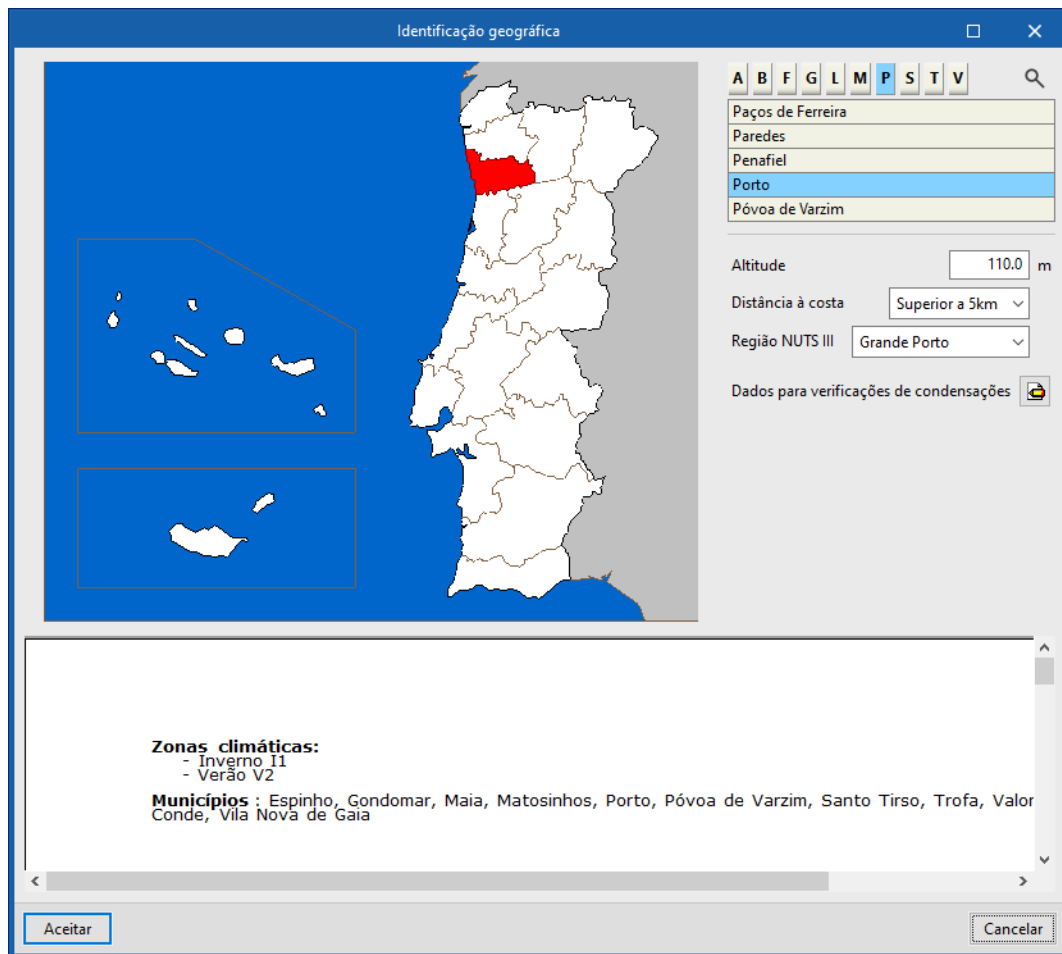 Identificação geográfica
A B F G L M P S T V
Paços de Ferreira
Paredes
Penafiel
Porto
Póvoa de Varzim
Altitude 110.0 m
Distância à costa Superior a 5km
Região NUTS III Grande Porto
Dados para verificações de condensações
Zonas climáticas:
- Inverno I1
- Verão V2
Municípios : Espinho, Gondomar, Maia, Matosinhos, Porto, Póvoa de Varzim, Santo Tirso, Trofa, Valon
Conde, Vila Nova de Gaia
Aceitar Cancelar